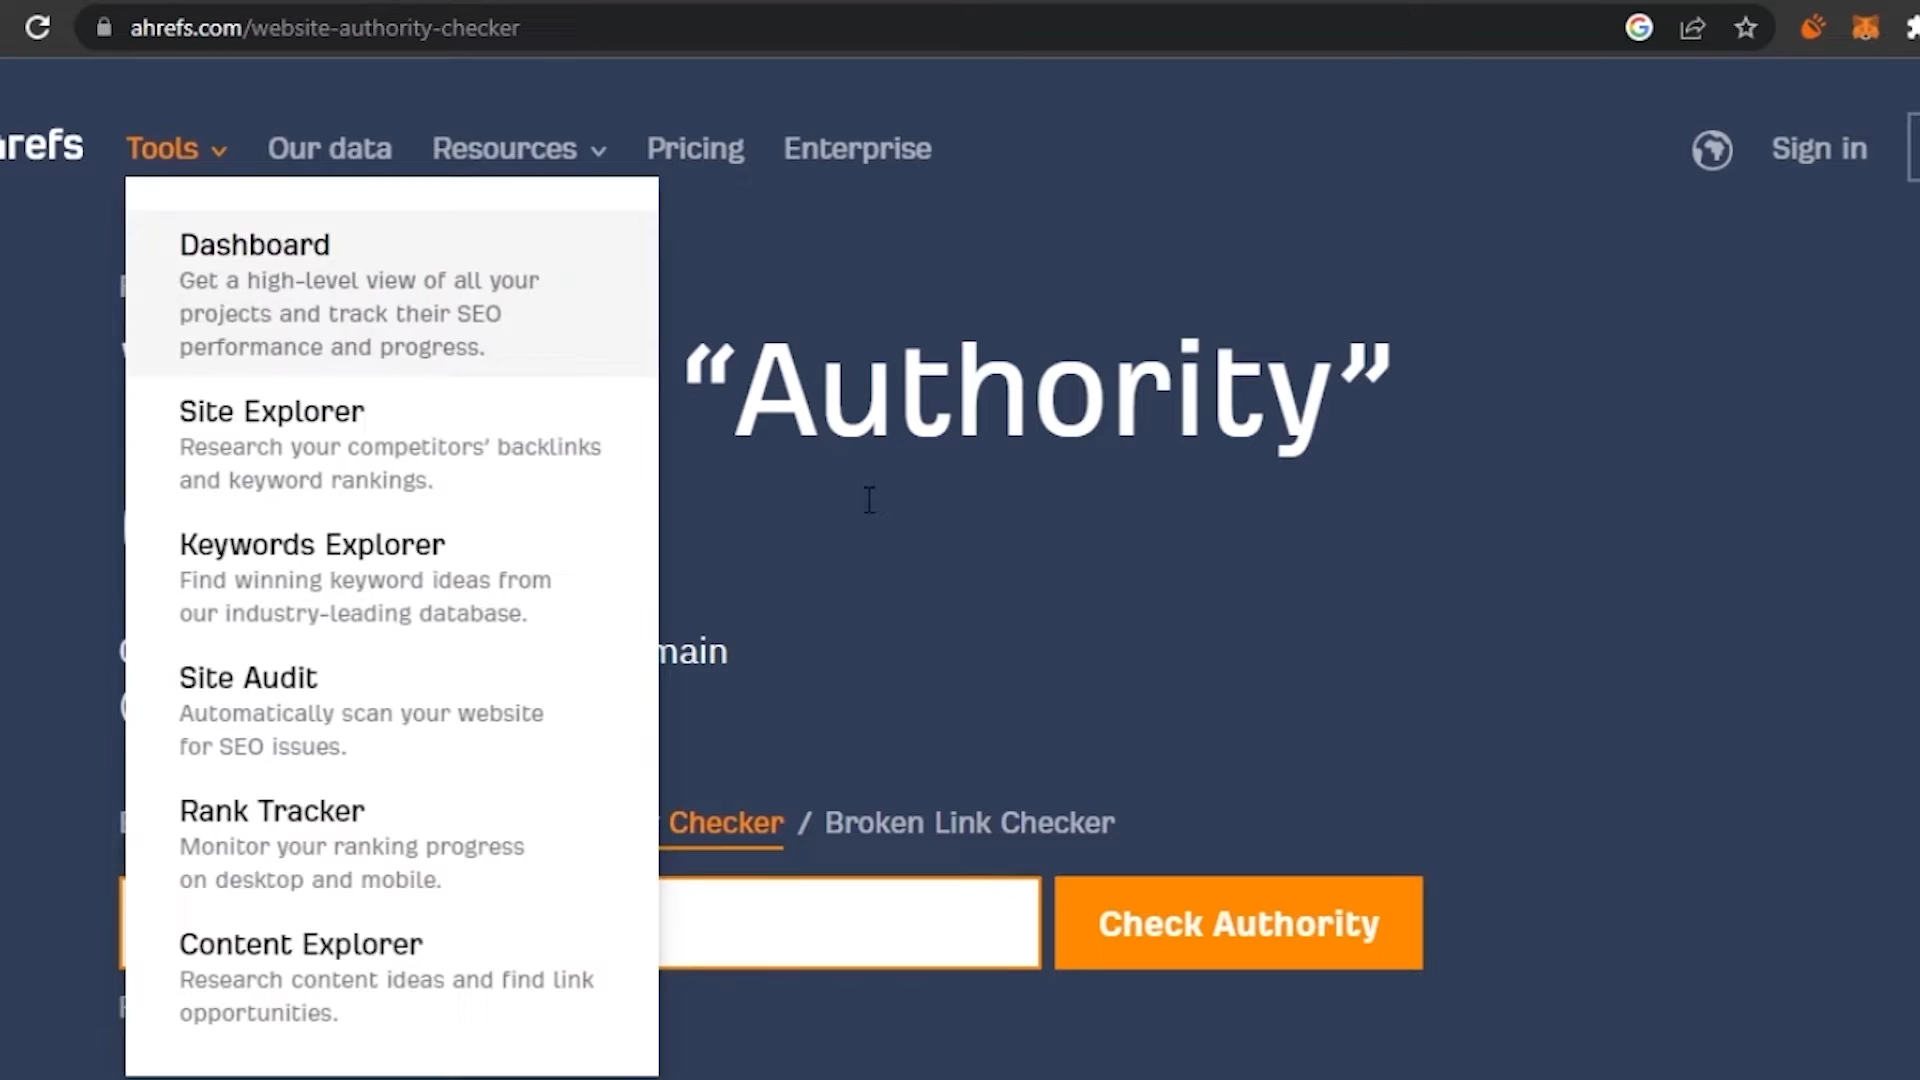 ahrefs.com/website-authority-checker
Tools Our data Resources Pricing Enterprise Sign in
Dashboard
Get a high-level view of all your
projects and track their SEO
performance and progress.
“Authority”
Site Explorer
Research your competitors’ backlinks
and keyword rankings.
Keywords Explorer
Find winning keyword ideas from
our industry-leading database.
Site Audit
Automatically scan your website
for SEO issues.
Rank Tracker
Monitor your ranking progress
on desktop and mobile.
Checker / Broken Link Checker
Check Authority
Content Explorer
Research content ideas and find link
opportunities.